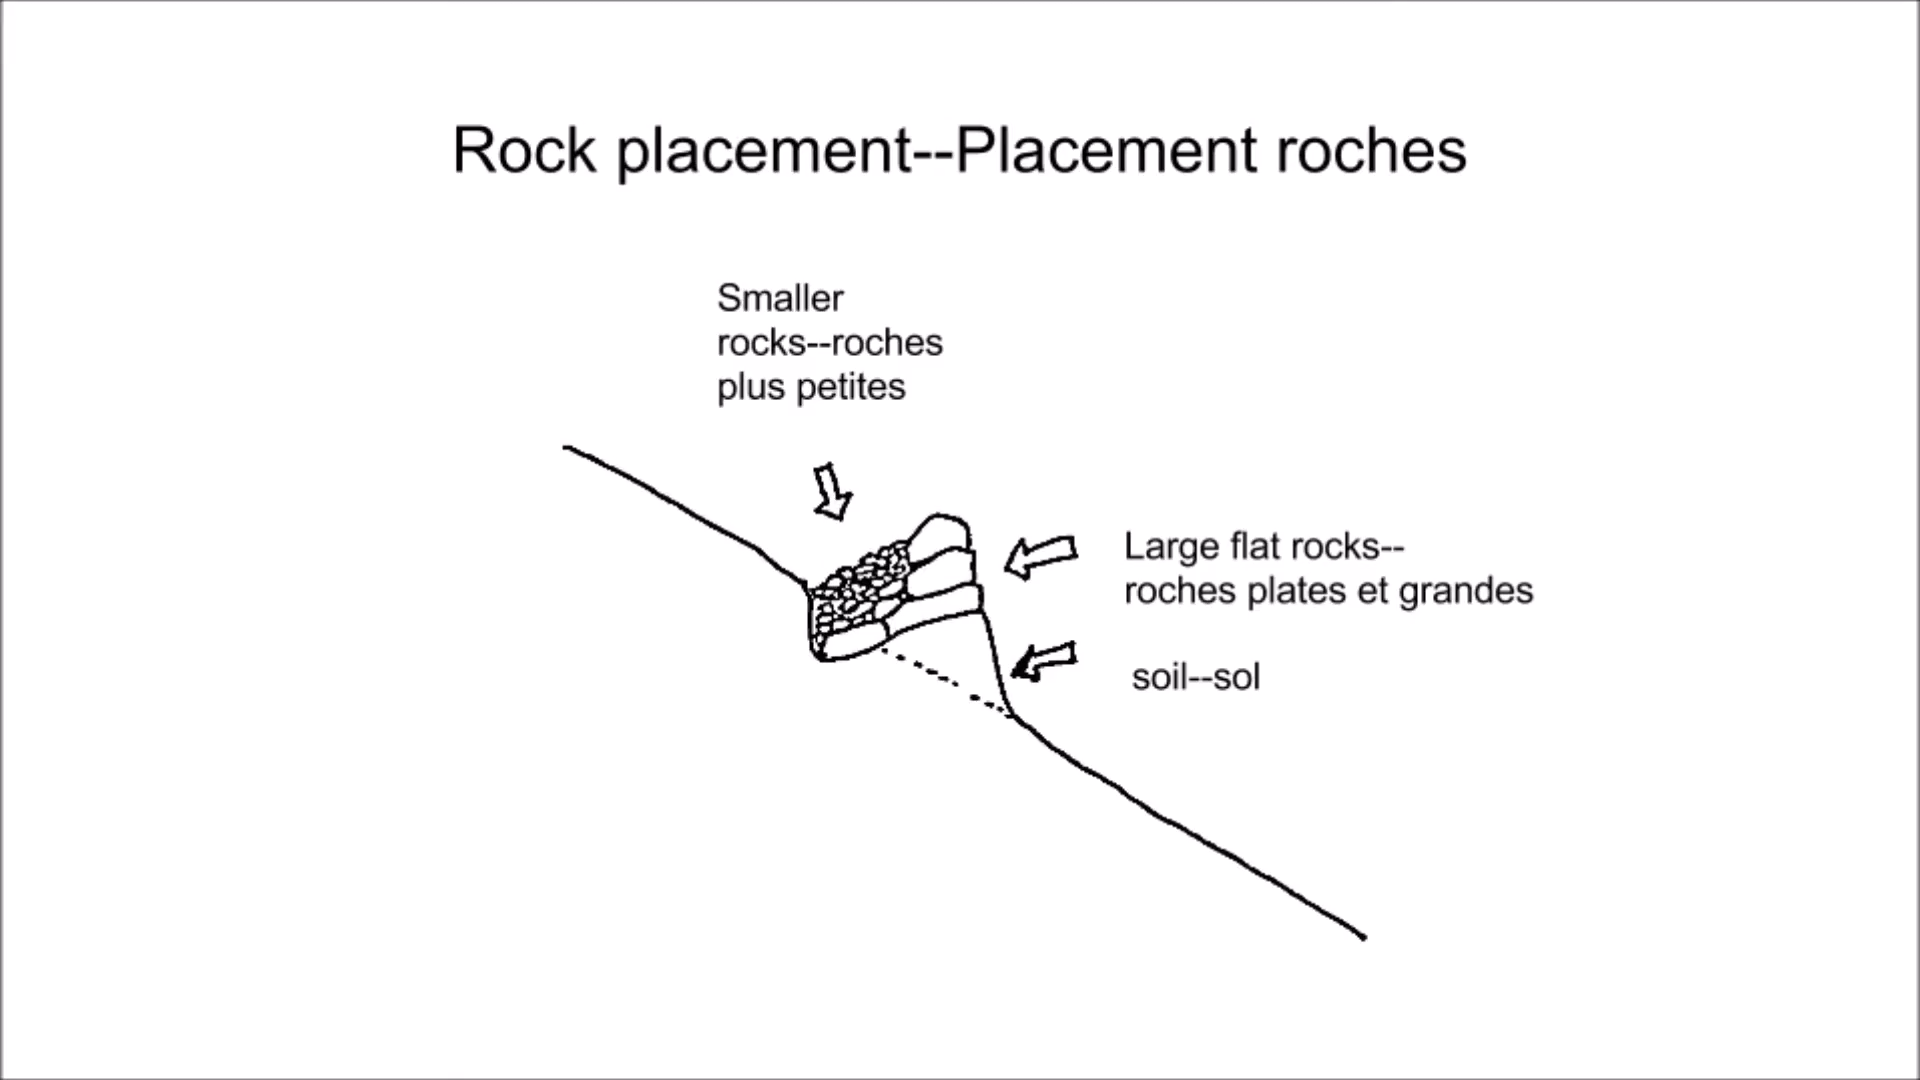 Rock placement--Placement roches
Smaller
rocks--roches
plus petites
Large flat rocks--
roches plates et grandes
soil--sol